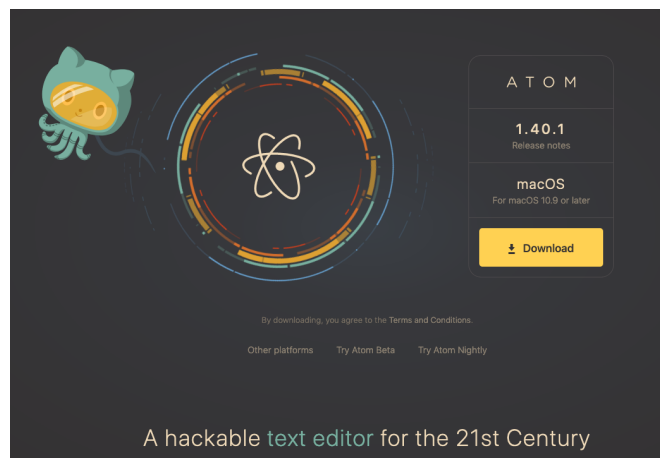 ATOM
1.40.1
Release notes
macOS
For macOS 10.9 or later
Download
By downloading, you agree to the Terms and Conditions.
Other platforms Try Atom Beta Try Atom Nightly
A hackable text editor for the 21st Century